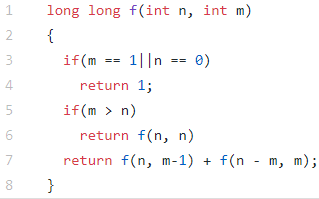 1 long long f(int n, int m)
2 {
3 if(m == 1||n == 0)
4 return 1;
5 if(m > n)
6 return f(n, n)
7 return f(n, m-1) + f(n - m, m);
8 }